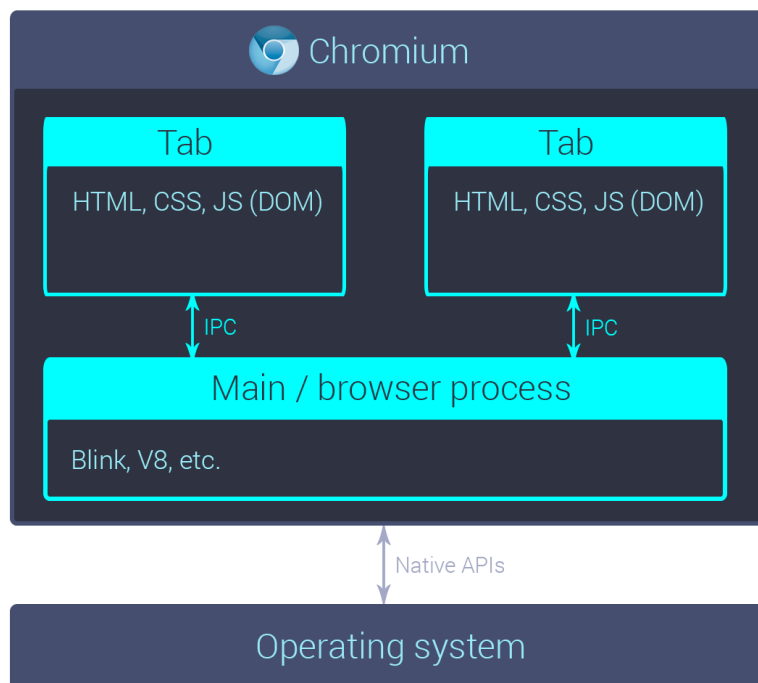 Chromium
Tab
Tab
HTML, CSS, JS (DOM)
HTML, CSS, JS (DOM)
IPC
IPC
Main / browser process
Blink, V8, etc.
Native APIs
Operating system